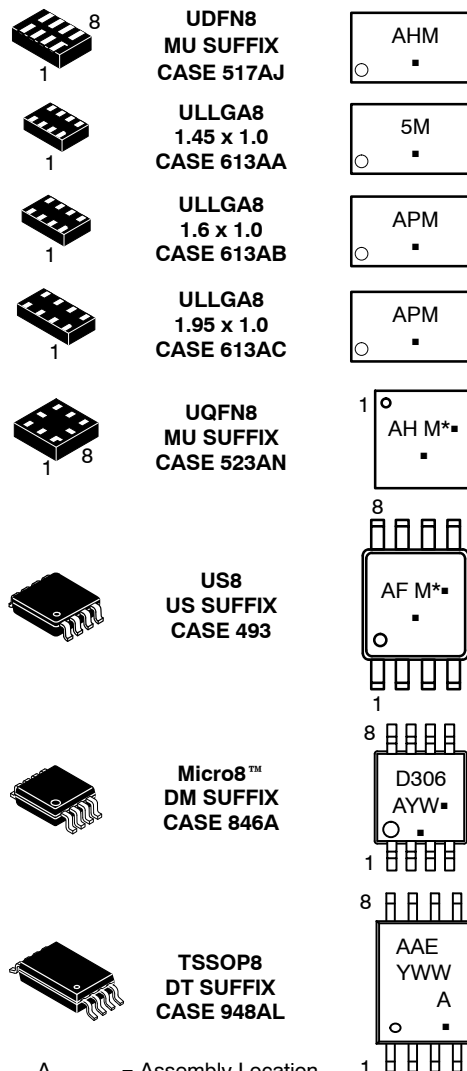 8
1
UDFN8
MU SUFFIX
CASE 517AJ
AHM
▪
1
ULLGA8
1.45 x 1.0
CASE 613AA
5M
▪
1
ULLGA8
1.6 x 1.0
CASE 613AB
APM
▪
1
ULLGA8
1.95 x 1.0
CASE 613AC
APM
▪
1
8
UQFN8
MU SUFFIX
CASE 523AN
1
AH M*▪
▪
US8
US SUFFIX
CASE 493
8
AF M*▪
▪
1
Micro8™
DM SUFFIX
CASE 846A
8
D306
AYW▪
▪
1
TSSOP8
DT SUFFIX
CASE 948AL
8
AAE
YWW
A
▪
1
A = Assembly Location